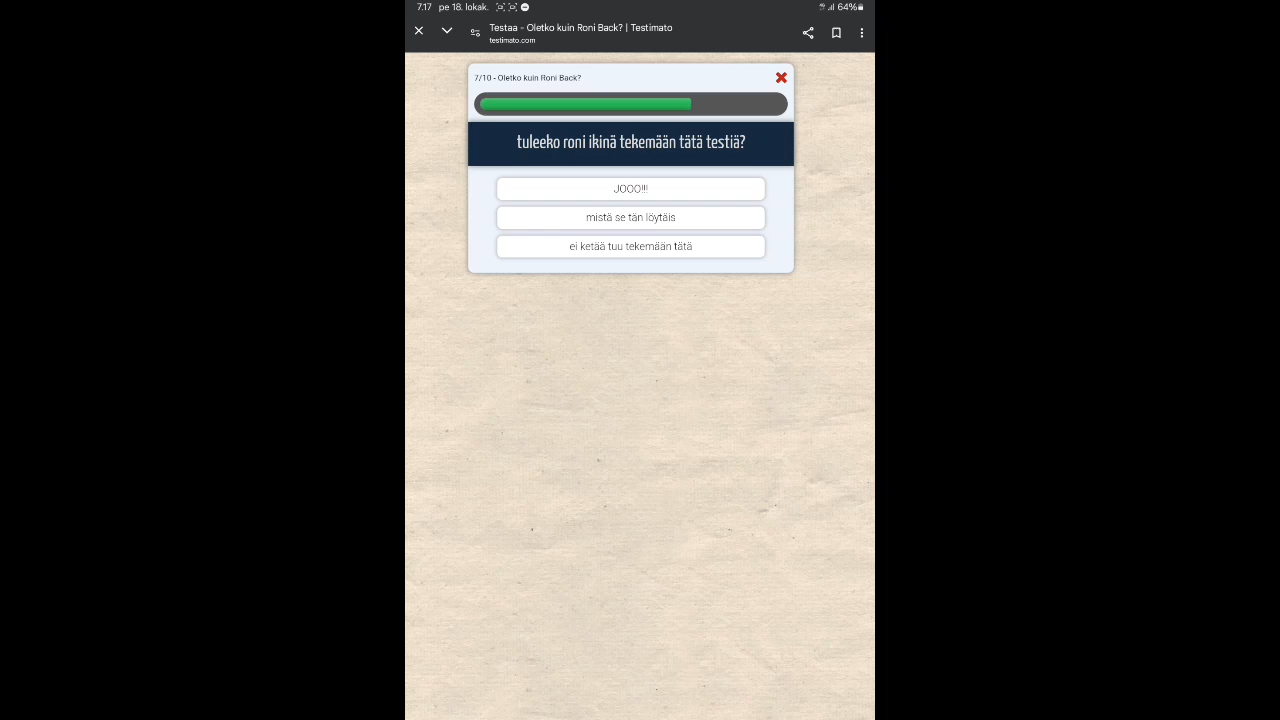 7.17 pe 18. lokak. 64%
Testaa - Oletko kuin Roni Back? | Testimato
testimato.com
7/10 - Oletko kuin Roni Back?
tuleeko roni ikinä tekemään tätä testiä?
JOOO!!!
mistä se tän löytäis
ei ketää tuu tekemään tätä